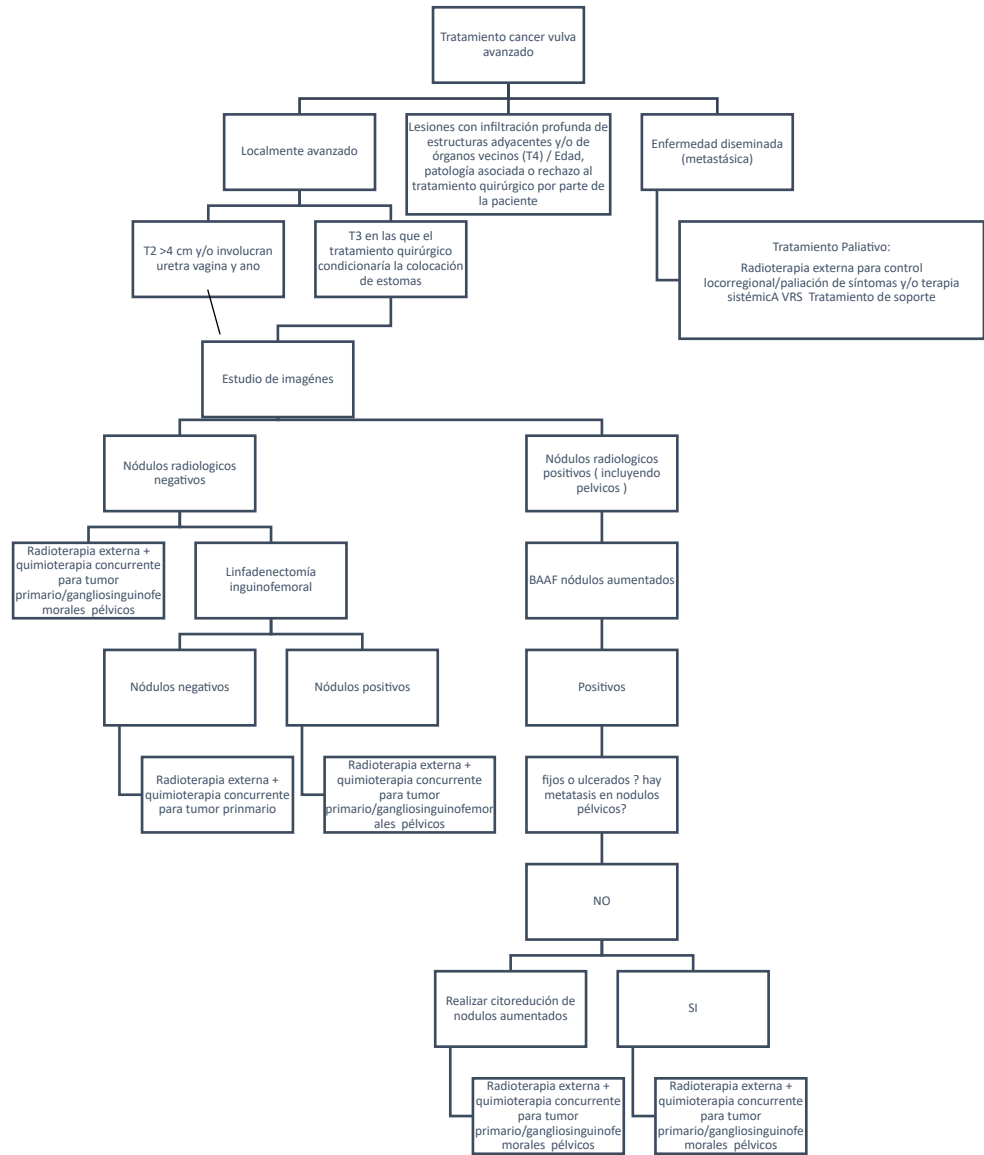 Tratamiento cancer vulva
avanzado
Localmente avanzado
Lesiones con infiltración profunda de
estructuras adyacentes y/o de
órganos vecinos (T4) / Edad,
patología asociada o rechazo al
tratamiento quirúrgico por parte de
la paciente
Enfermedad diseminada
(metastásica)
T2 >4 cm y/o involucran
uretra vagina y ano
T3 en las que el
tratamiento quirúrgico
condicionaría la colocación
de estomas
Tratamiento Paliativo:
Radioterapia externa para control
locorregional/paliación de síntomas y/o terapia
sistémicA VRS Tratamiento de soporte
Estudio de imagénes
Nódulos radiologicos
negativos
Nódulos radiologicos
positivos ( incluyendo
pelvicos )
Radioterapia externa +
quimioterapia concurrente
para tumor
primario/gangliosinguinofe
morales pélvicos
Linfadenectomía
inguinofemoral
BAAF nódulos aumentados
Nódulos negativos
Nódulos positivos
Positivos
Radioterapia externa +
quimioterapia concurrente
para tumor prinmario
Radioterapia externa +
quimioterapia concurrente
para tumor
primario/gangliosinguinofemor
ales pélvicos
fijos o ulcerados ? hay
metatasis en nodulos
pélvicos?
NO
Realizar citoredución de
nodulos aumentados
SI
Radioterapia externa +
quimioterapia concurrente
para tumor
primario/gangliosinguinofe
morales pélvicos
Radioterapia externa +
quimioterapia concurrente
para tumor
primario/gangliosinguinofe
morales pélvicos